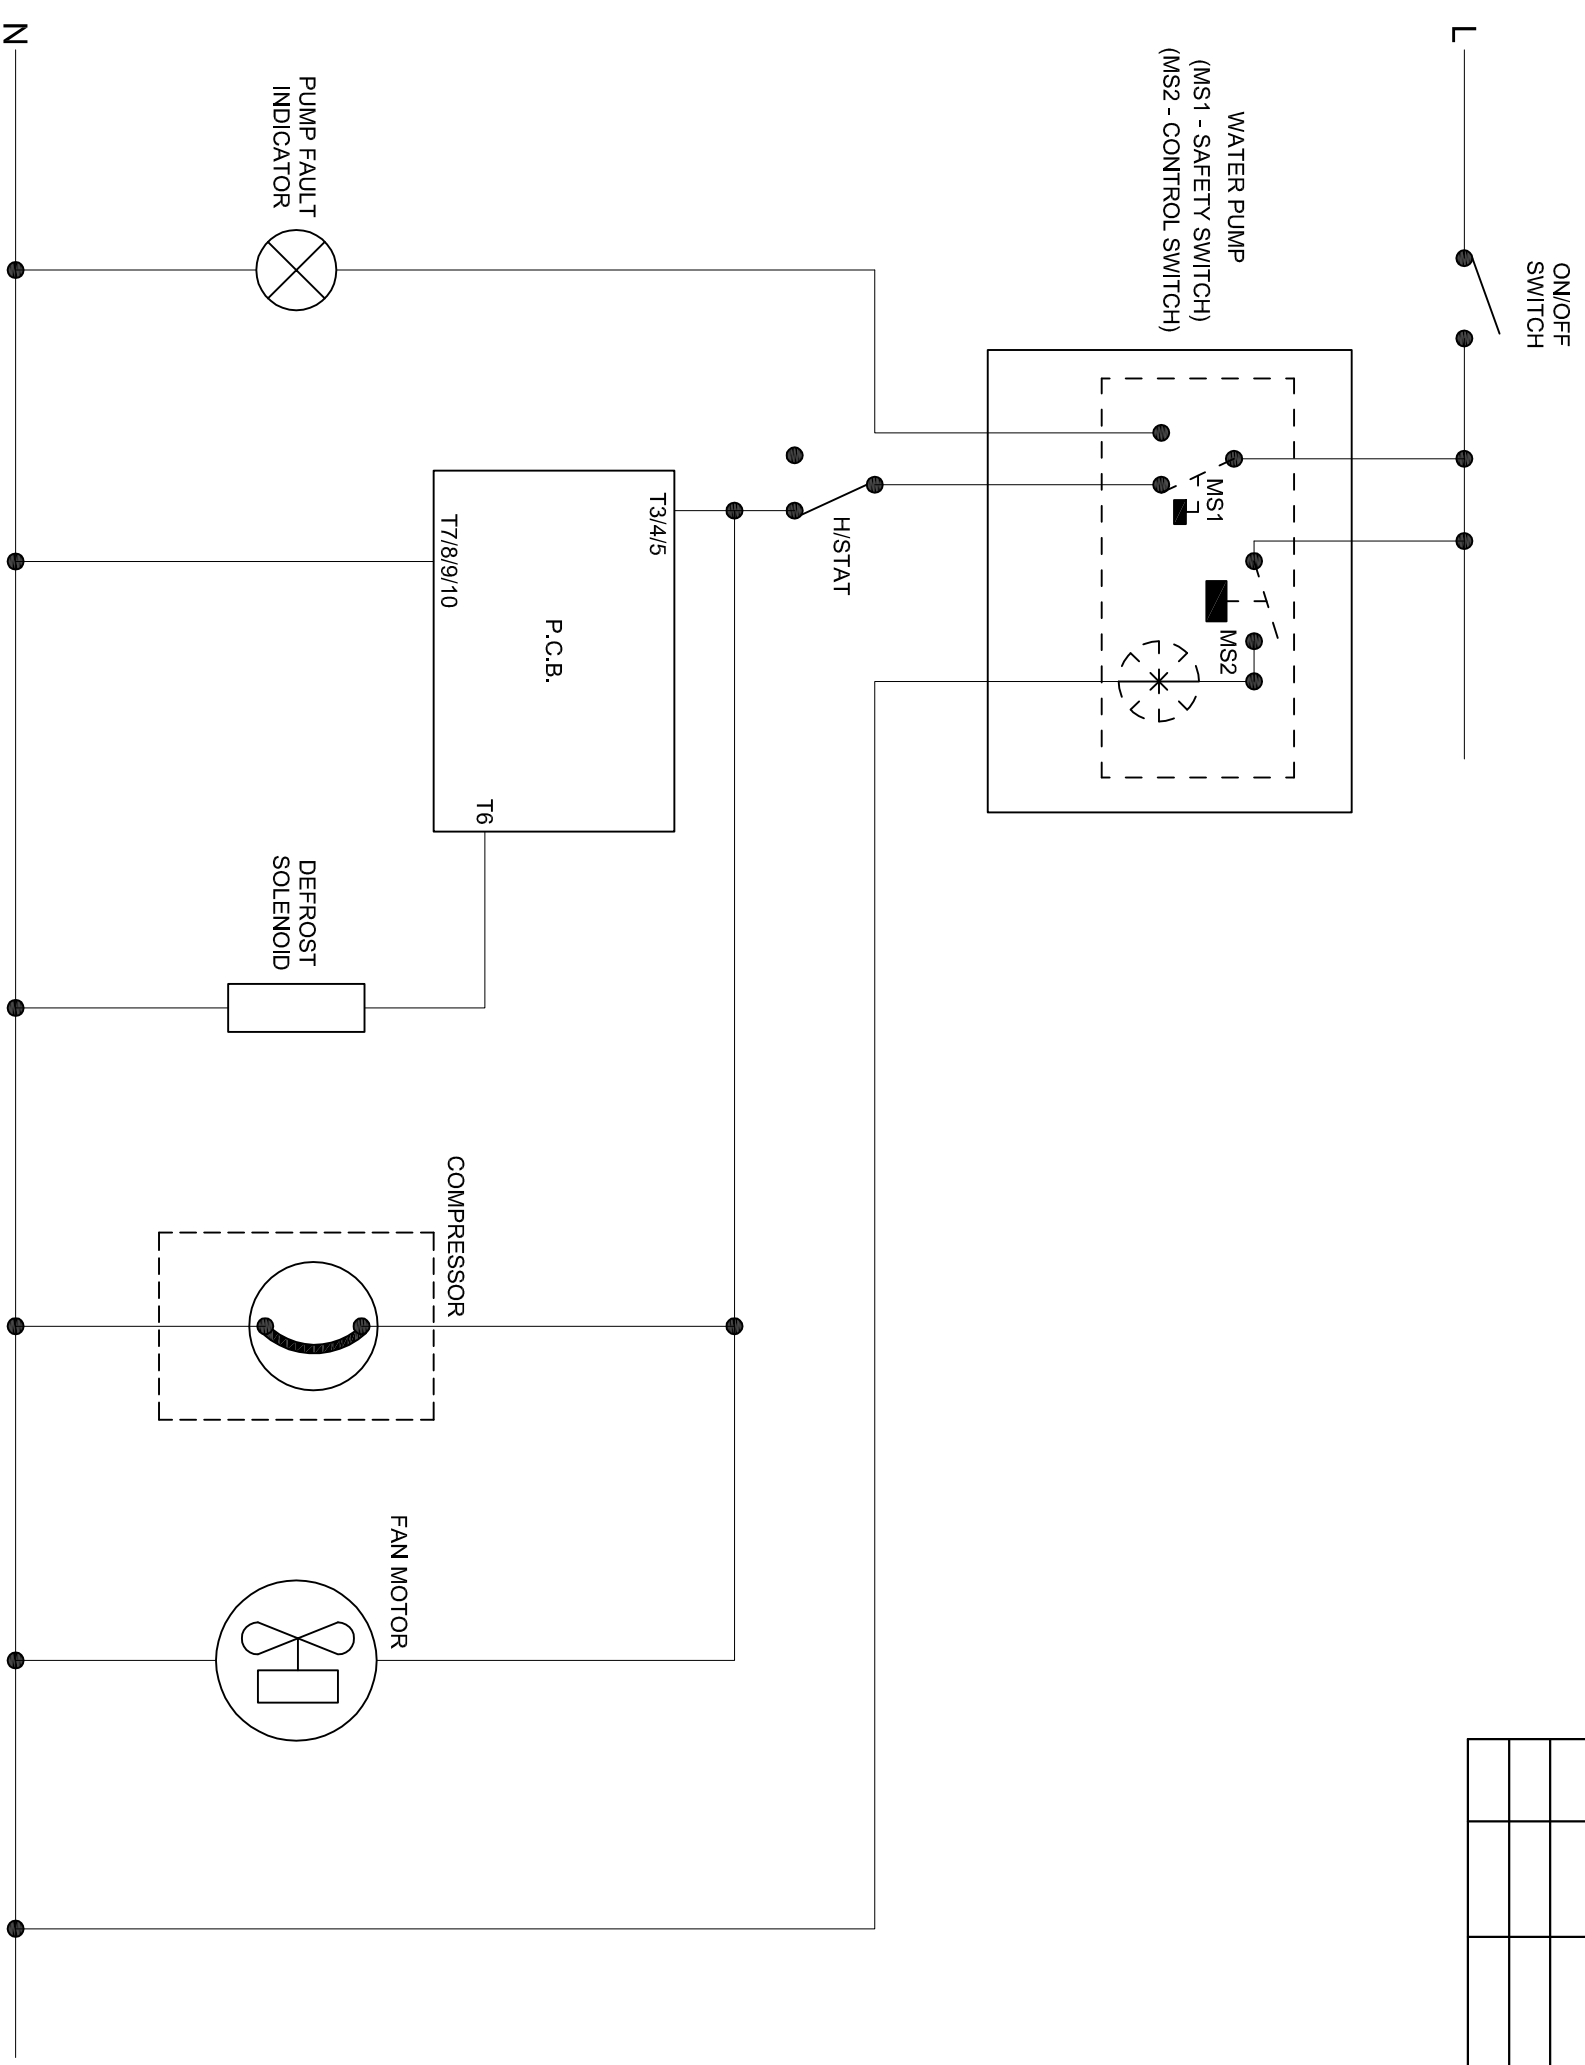 L
ON/OFF
SWITCH
WATER PUMP
(MS1 - SAFETY SWITCH)
(MS2 - CONTROL SWITCH)
MS1
MS2
H/STAT
T3/4/5
P.C.B.
T7/8/9/10
T6
COMPRESSOR
FAN MOTOR
PUMP FAULT
INDICATOR
DEFROST
SOLENOID
N